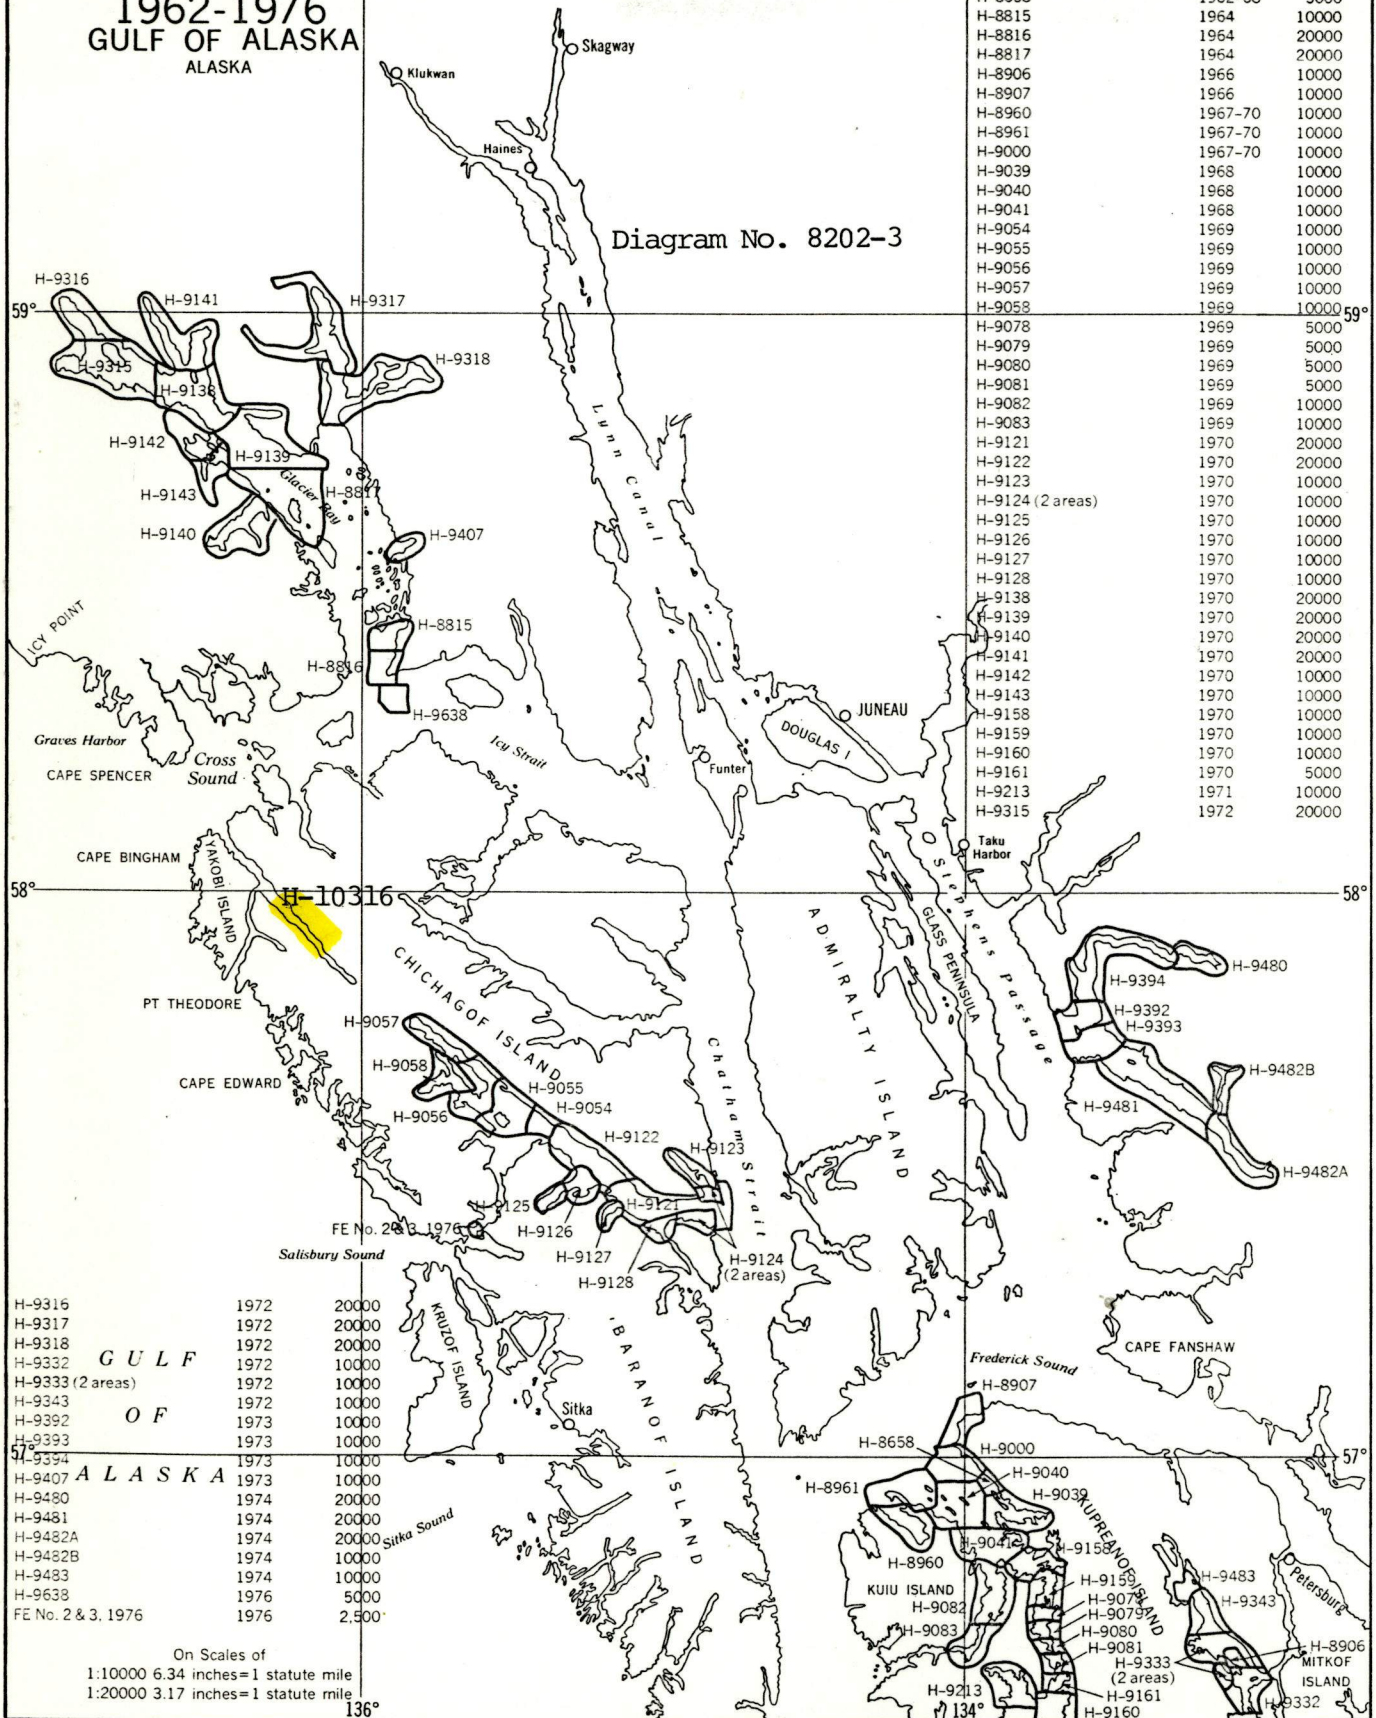 1962-1976
GULF OF ALASKA
ALASKA
H-8815 1964 10000
H-8816 1964 20000
H-8817 1964 20000
H-8906 1966 10000
H-8907 1966 10000
H-8960 1967-70 10000
H-8961 1967-70 10000
H-9000 1967-70 10000
H-9039 1968 10000
H-9040 1968 10000
H-9041 1968 10000
H-9054 1969 10000
H-9055 1969 10000
H-9056 1969 10000
H-9057 1969 10000
H-9058 1969 10000
H-9078 1969 5000
H-9079 1969 5000
H-9080 1969 5000
H-9081 1969 5000
H-9082 1969 10000
H-9083 1969 10000
H-9121 1970 20000
H-9122 1970 20000
H-9123 1970 10000
H-9124 (2 areas) 1970 10000
H-9125 1970 10000
H-9126 1970 10000
H-9127 1970 10000
H-9128 1970 10000
H-9138 1970 20000
H-9139 1970 20000
H-9140 1970 20000
H-9141 1970 20000
H-9142 1970 10000
H-9143 1970 10000
H-9158 1970 10000
H-9159 1970 10000
H-9160 1970 10000
H-9161 1970 5000
H-9213 1971 10000
H-9315 1972 20000
Skagway
Klukwan
Haines
Diagram No. 8202-3
H-9316
H-9141
H-9317
59°
59°
H-9315
H-9318
H-9138
H-9142
H-9139
Glacier Bay
H-8817
H-9143
H-9140
H-9407
Lynn Canal
ICY POINT
H-8815
H-8816
H-9638
JUNEAU
DOUGLAS I
Graves Harbor
Cross
Sound
Icy Strait
CAPE SPENCER
Funter
Taku
Harbor
CAPE BINGHAM
YAKOBI ISLAND
58°
58°
H-10316
Stephens Passage
GLASS PENINSULA
ADMIRALTY ISLAND
CHICHAGOF ISLAND
H-9480
H-9394
H-9392
H-9393
PT THEODORE
H-9057
Chatham Strait
H-9058
H-9482B
CAPE EDWARD
H-9055
H-9056
H-9054
H-9481
H-9122
H-9123
H-9482A
H-9125
H-9121
FE No. 2 & 3, 1976
H-9126
Salisbury Sound
H-9127
H-9124
(2 areas)
H-9128
H-9316 1972 20000
H-9317 1972 20000
H-9318 1972 20000
H-9332 1972 10000
H-9333 (2 areas) 1972 10000
H-9343 1972 10000
H-9392 1973 10000
H-9393 1973 10000
H-9394 1973 10000
H-9407 1973 10000
H-9480 1974 20000
H-9481 1974 20000
H-9482A 1974 20000
H-9482B 1974 10000
H-9483 1974 10000
H-9638 1976 5000
FE No. 2 & 3, 1976 1976 2,500
GULF
OF
ALASKA
57°
57°
KRUZOF ISLAND
BARANOF ISLAND
Sitka
Sitka Sound
CAPE FANSHAW
Frederick Sound
H-8907
H-8658
H-9000
H-9040
H-8961
H-9039
KUPREANOF ISLAND
H-9041
H-9158
H-8960
KUIU ISLAND
H-9159
H-9483
Petersburg
H-9082
H-9343
H-9079
H-9083
H-9080
H-9081
H-8906
H-9333
(2 areas)
MITKOF
ISLAND
H-9213
H-9161
H-9332
H-9160
On Scales of
1:10000 6.34 inches=1 statute mile
1:20000 3.17 inches=1 statute mile
136°
134°